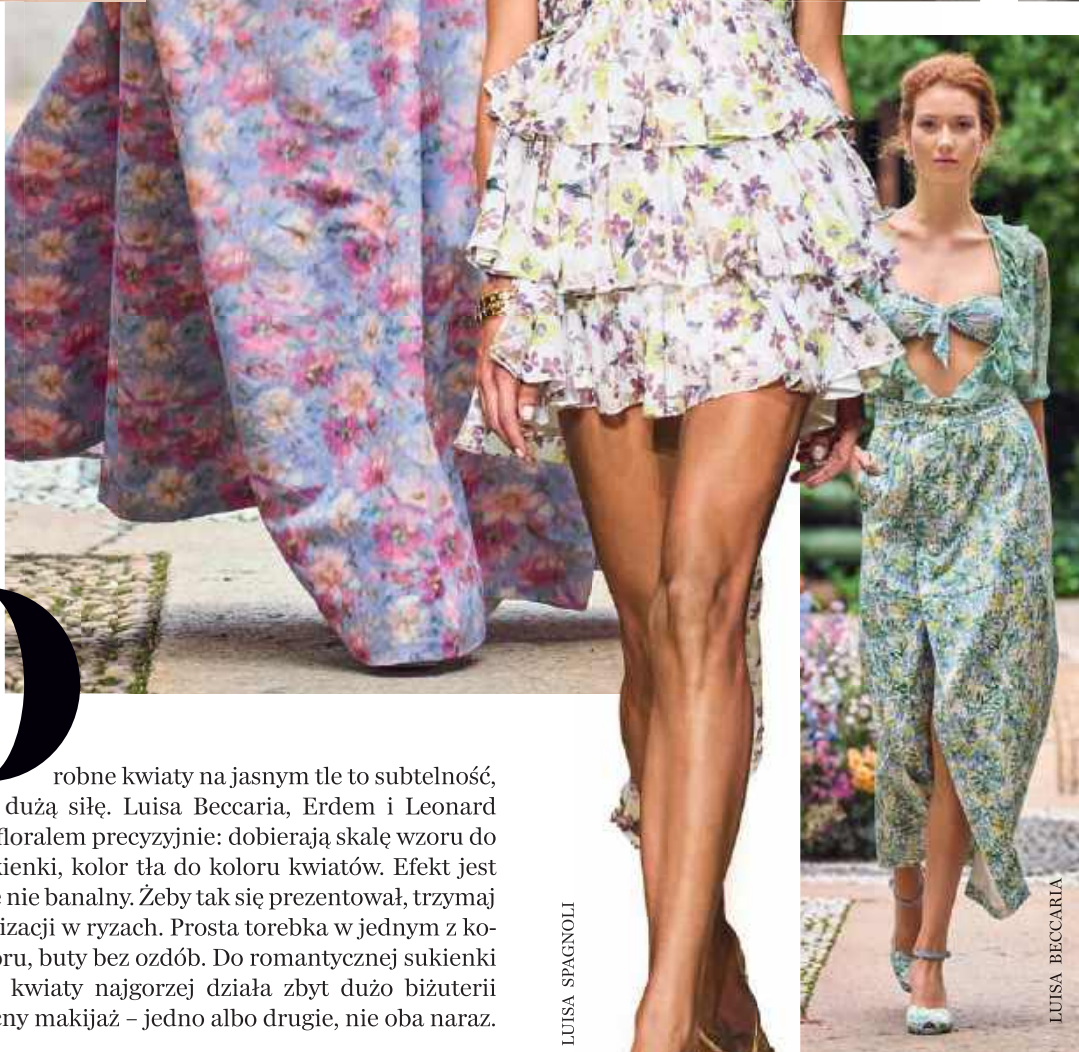 Drobne kwiaty na jasnym tle to subtelność,
dużą siłę. Luisa Beccaria, Erdem i Leonard
floralem precyzyjnie: dobierają skalę wzoru do
kienki, kolor tła do koloru kwiatów. Efekt jest
nie banalny. Żeby tak się prezentował, trzymaj
izacji w ryzach. Prosta torebka w jednym z ko-
oru, buty bez ozdób. Do romantycznej sukienki
kwiaty najgorzej działa zbyt dużo biżuterii
ny makijaż – jedno albo drugie, nie oba naraz.
LUISA SPAGNOLI
LUISA BECCARIA